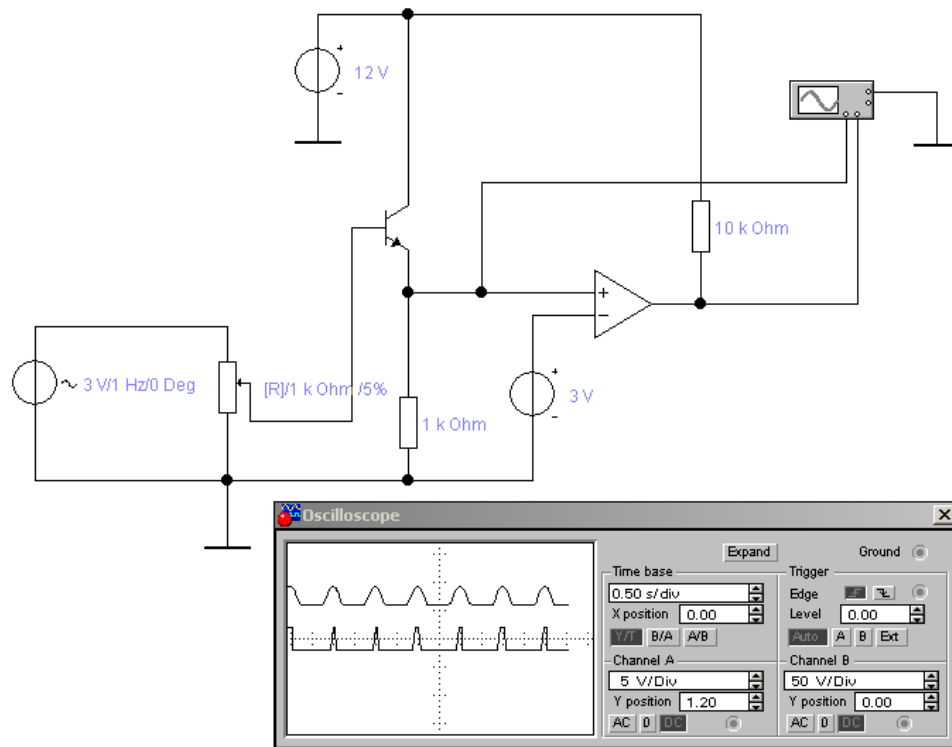 12 V
10 k Ohm
3 V/1 Hz/0 Deg
[R]/1 k Ohm /5%
1 k Ohm
3 V
+
−
+
−
+
−
Oscilloscope
Expand
Ground
Time base
Trigger
0.50 s/div
Edge
X position 0.00
Level 0.00
Y/T B/A A/B
Auto A B Ext
Channel A
Channel B
5 V/Div
50 V/Div
Y position 1.20
Y position 0.00
AC 0 DC
AC 0 DC